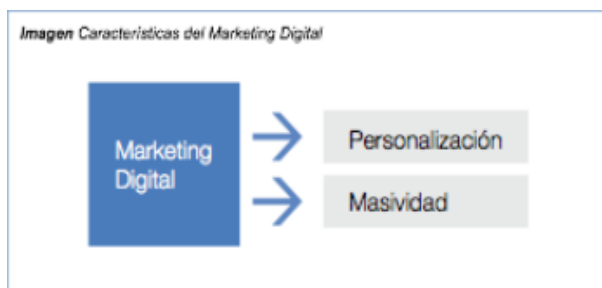 Imagen Características del Marketing Digital
Marketing
Digital
Personalización
Masividad